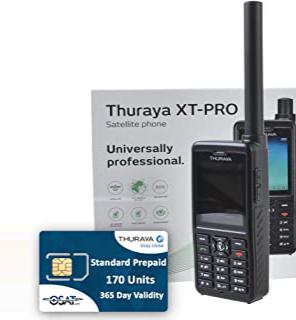 Thuraya XT-PRO
Satellite phone
Universally
professional.
THURAYA
THURAYA
stay close
Standard Prepaid
170 Units
365 Day Validity
OSAT